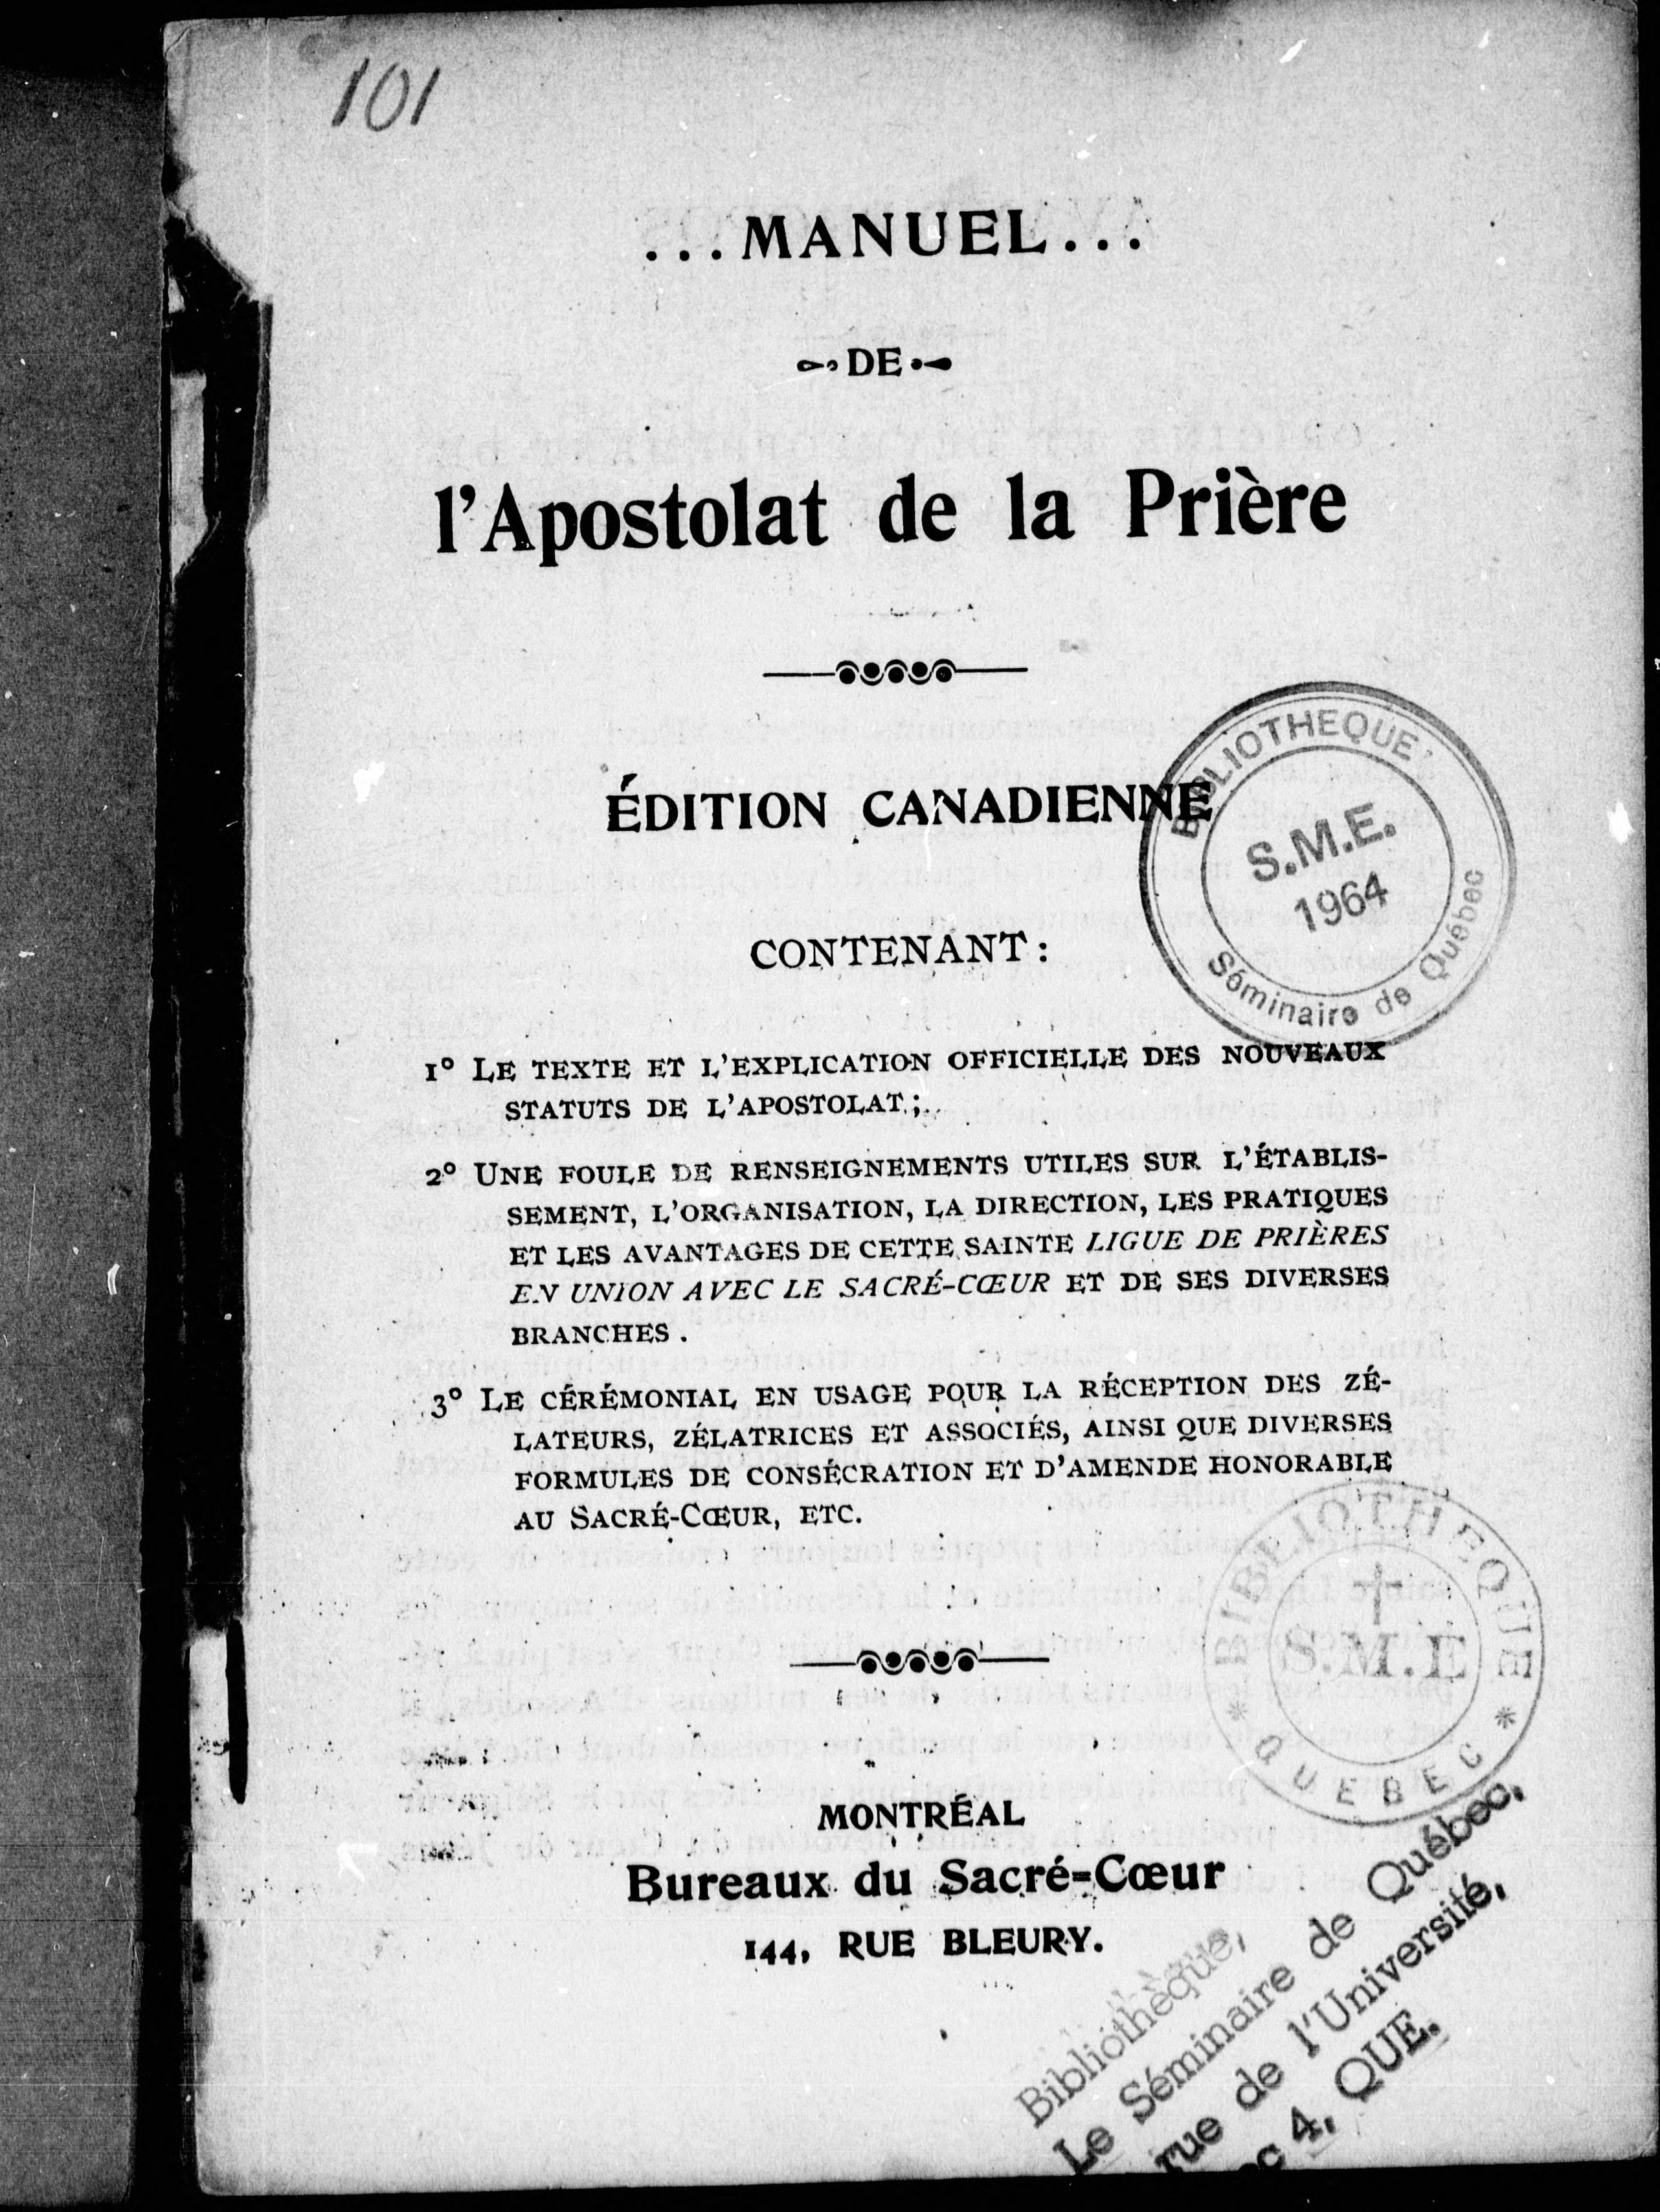 101
...MANUEL...
DE
l'Apostolat de la Prière
ÉDITION CANADIENNE
BIBLIOTHEQUE
S.M.E.
1964
Séminaire de Québec
CONTENANT:
1º LE TEXTE ET L'EXPLICATION OFFICIELLE DES NOUVEAUX
STATUTS DE L'APOSTOLAT;
2º UNE FOULE DE RENSEIGNEMENTS UTILES SUR L'ÉTABLIS-
SEMENT, L'ORGANISATION, LA DIRECTION, LES PRATIQUES
ET LES AVANTAGES DE CETTE SAINTE LIGUE DE PRIÈRES
EN UNION AVEC LE SACRÉ-CŒUR ET DE SES DIVERSES
BRANCHES.
3º LE CÉRÉMONIAL EN USAGE POUR LA RÉCEPTION DES ZÉ-
LATEURS, ZÉLATRICES ET ASSOCIÉS, AINSI QUE DIVERSES
FORMULES DE CONSÉCRATION ET D'AMENDE HONORABLE
AU SACRÉ-CŒUR, ETC.
BIBLIOTHEQUE
S.M.E
* QUEBEC *
MONTRÉAL
Bureaux du Sacré-Cœur
144, RUE BLEURY.
Bibliothèque,
Le Séminaire de Québec,
rue de l'Université,
4, QUE.